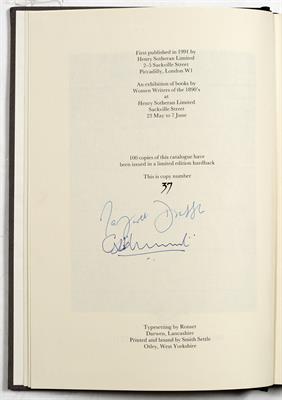 First published in 1991 by
Henry Sotheran Limited
2–5 Sackville Street
Piccadilly, London W1
An exhibition of books by
Women Writers of the 1890's
at
Henry Sotheran Limited
Sackville Street
23 May to 7 June
100 copies of this catalogue have
been issued in a limited edition hardback
This is copy number
37
Typesetting by Ronset
Darwen, Lancashire
Printed and bound by Smith Settle
Otley, West Yorkshire